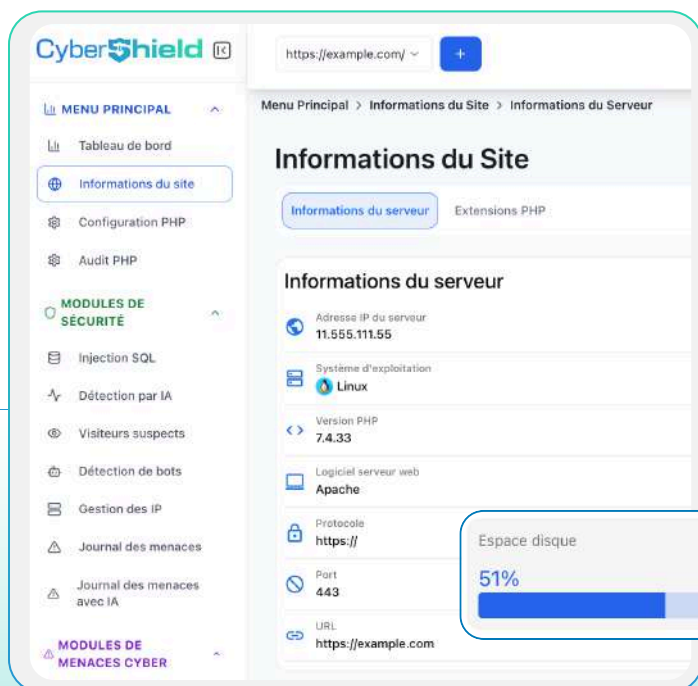 CyberShield
https://example.com/
+
MENU PRINCIPAL
Tableau de bord
Informations du site
Configuration PHP
Audit PHP
MODULES DE
SÉCURITÉ
Injection SQL
Détection par IA
Visiteurs suspects
Détection de bots
Gestion des IP
Journal des menaces
Journal des menaces
avec IA
MODULES DE
MENACES CYBER
Menu Principal > Informations du Site > Informations du Serveur
Informations du Site
Informations du serveur
Extensions PHP
Informations du serveur
Adresse IP du serveur
11.555.111.55
Système d'exploitation
Linux
Version PHP
7.4.33
Logiciel serveur web
Apache
Protocole
https://
Port
443
URL
https://example.com
Espace disque
51%